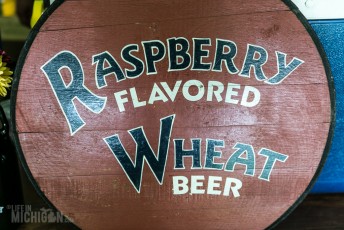 RASPBERRY
FLAVORED
WHEAT
BEER
LIFE IN
MICHIGAN